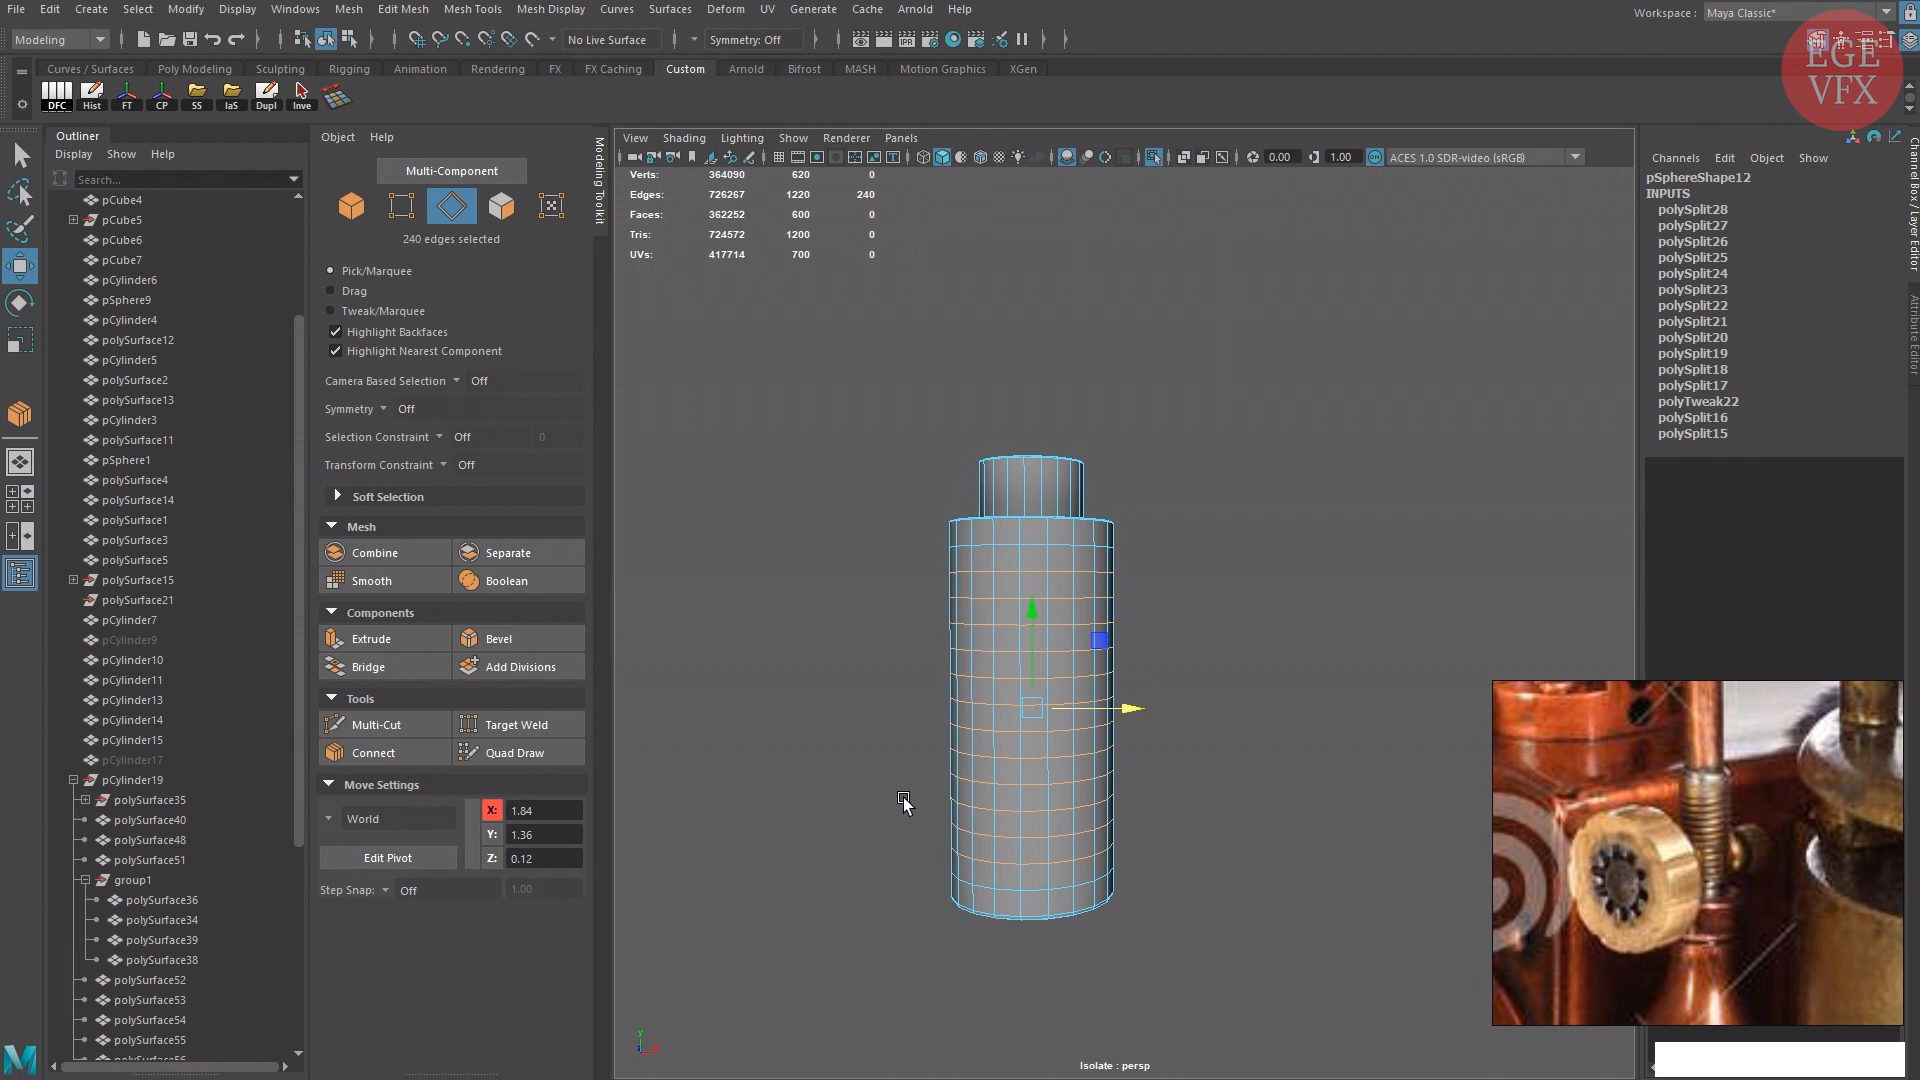 File Edit Create Select Modify Display Windows Mesh Edit Mesh Mesh Tools Mesh Display Curves Surfaces Deform UV Generate Cache Arnold Help
Workspace : Maya Classic*
Modeling
No Live Surface
Symmetry: Off
EGE
VFX
Curves / Surfaces Poly Modeling Sculpting Rigging Animation Rendering FX FX Caching Custom Arnold Bifrost MASH Motion Graphics XGen
DFC Hist FT CP SS IaS Dupl Inve
IPR
Outliner
Display Show Help
Search...
pCube4
pCube5
pCube6
pCube7
pCylinder6
pSphere9
pCylinder4
polySurface12
pCylinder5
polySurface2
polySurface13
pCylinder3
polySurface11
pSphere1
polySurface4
polySurface14
polySurface1
polySurface3
polySurface5
polySurface15
polySurface21
pCylinder7
pCylinder9
pCylinder10
pCylinder11
pCylinder13
pCylinder14
pCylinder15
pCylinder17
pCylinder19
polySurface35
polySurface40
polySurface48
polySurface51
group1
polySurface36
polySurface34
polySurface39
polySurface38
polySurface52
polySurface53
polySurface54
polySurface55
polySurface56
Object Help
Modeling Toolkit
Multi-Component
240 edges selected
Pick/Marquee
Drag
Tweak/Marquee
Highlight Backfaces
Highlight Nearest Component
Camera Based Selection Off
Symmetry Off
Selection Constraint Off 0
Transform Constraint Off
Soft Selection
Mesh
Combine Separate
Smooth Boolean
Components
Extrude Bevel
Bridge Add Divisions
Tools
Multi-Cut Target Weld
Connect Quad Draw
Move Settings
World
X: 1.84
Y: 1.36
Edit Pivot
Z: 0.12
Step Snap: Off 1.00
View Shading Lighting Show Renderer Panels
0.00 1.00 ON ACES 1.0 SDR-video (sRGB)
Verts: 364090 620 0
Edges: 726267 1220 240
Faces: 362252 600 0
Tris: 724572 1200 0
UVs: 417714 700 0
y
Isolate : persp
Channels Edit Object Show
pSphereShape12
INPUTS
polySplit28
polySplit27
polySplit26
polySplit25
polySplit24
polySplit23
polySplit22
polySplit21
polySplit20
polySplit19
polySplit18
polySplit17
polyTweak22
polySplit16
polySplit15
Channel Box / Layer Editor
Attribute Editor